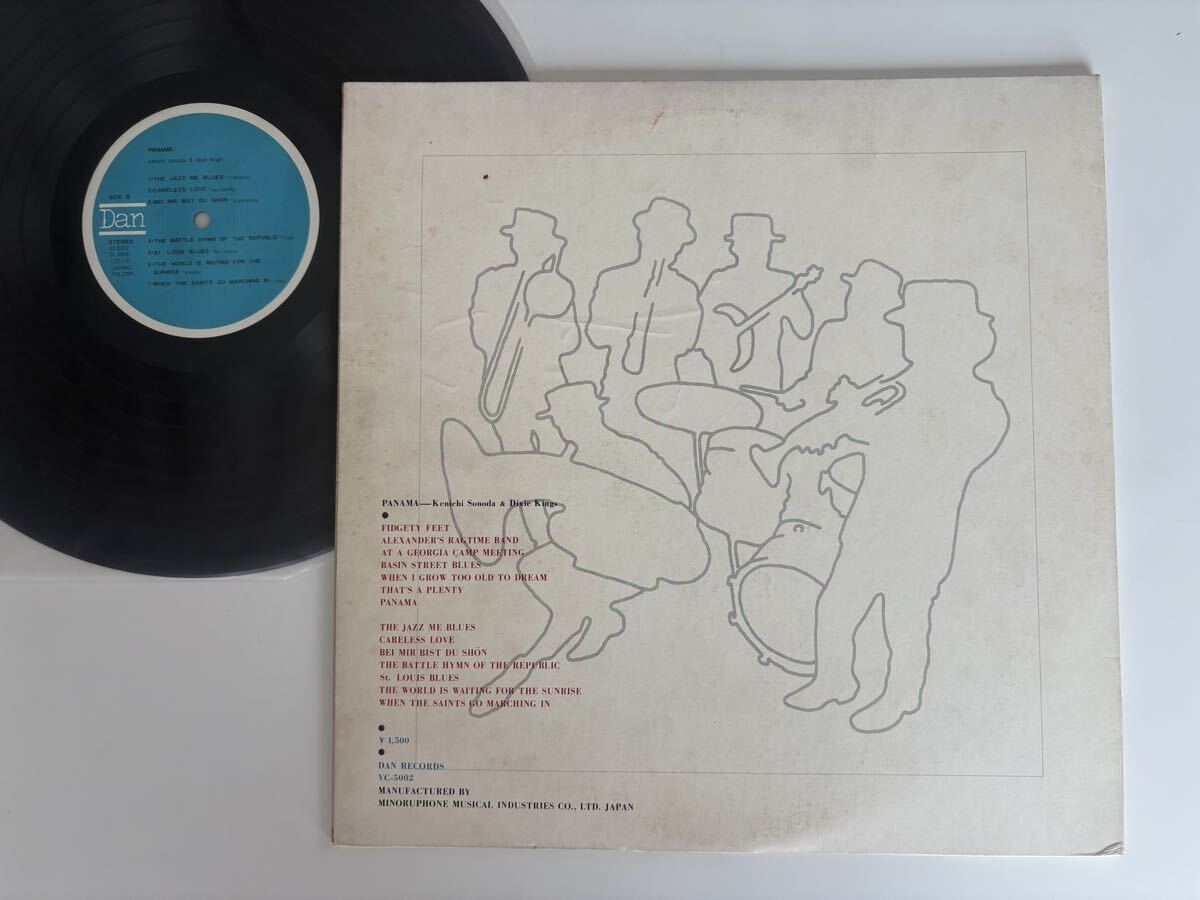 PANAMA
kenichi sonoda & dixie kings
1-THE JAZZ ME BLUES
2-CARELESS LOVE
3-BEI MIR BIST DU SHÖN
SIDE B
Dan
STEREO
VC-5002
4-THE BATTLE HYMN OF THE REPUBLIC
5-ST. LOUIS BLUES
6-THE WORLD IS WAITING FOR THE
SUNRISE
7-WHEN THE SAINTS GO MARCHING IN
PANAMA—Kenichi Sonoda & Dixie Kings
FIDGETY FEET
ALEXANDER'S RAGTIME BAND
AT A GEORGIA CAMP MEETING
BASIN STREET BLUES
WHEN I GROW TOO OLD TO DREAM
THAT'S A PLENTY
PANAMA
THE JAZZ ME BLUES
CARELESS LOVE
BEI MIR BIST DU SHÖN
THE BATTLE HYMN OF THE REPUBLIC
St. LOUIS BLUES
THE WORLD IS WAITING FOR THE SUNRISE
WHEN THE SAINTS GO MARCHING IN
¥ 1,500
DAN RECORDS
VC-5002
MANUFACTURED BY
MINORUPHONE MUSICAL INDUSTRIES CO., LTD. JAPAN